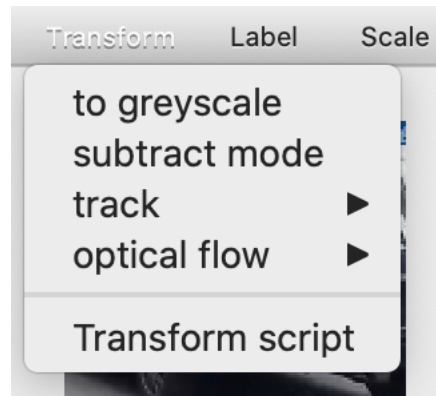 Transform Label Scale
to greyscale
subtract mode
track
optical flow
Transform script